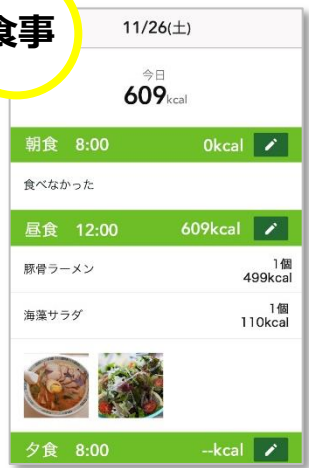 食事
11/26(土)
今日
609kcal
朝食 8:00 0kcal
食べなかった
昼食 12:00 609kcal
豚骨ラーメン 1個
499kcal
海藻サラダ 1個
110kcal
夕食 8:00 --kcal